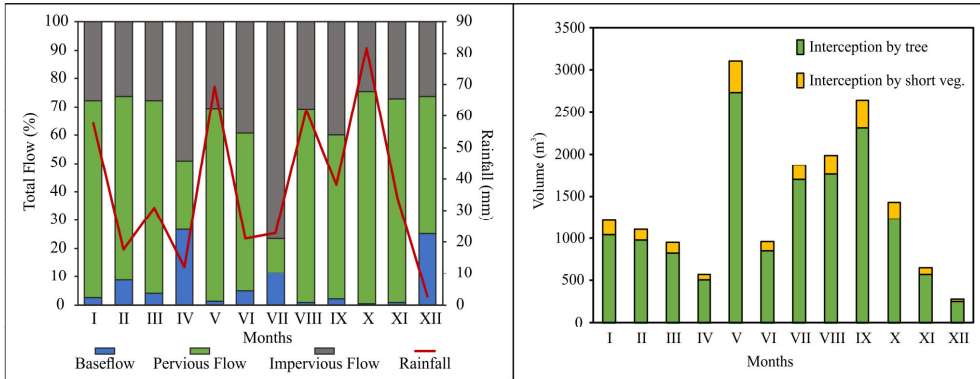 Total Flow (%)
100
90
80
70
60
50
40
30
20
10
0
90
80
70
60
50
40
30
20
10
0
Rainfall (mm)
I II III IV V VI VII VIII IX X XI XII
Months
Baseflow Pervious Flow Impervious Flow Rainfall
Volume (m³)
3500
3000
2500
2000
1500
1000
500
0
Interception by tree
Interception by short veg.
I II III IV V VI VII VIII IX X XI XII
Months